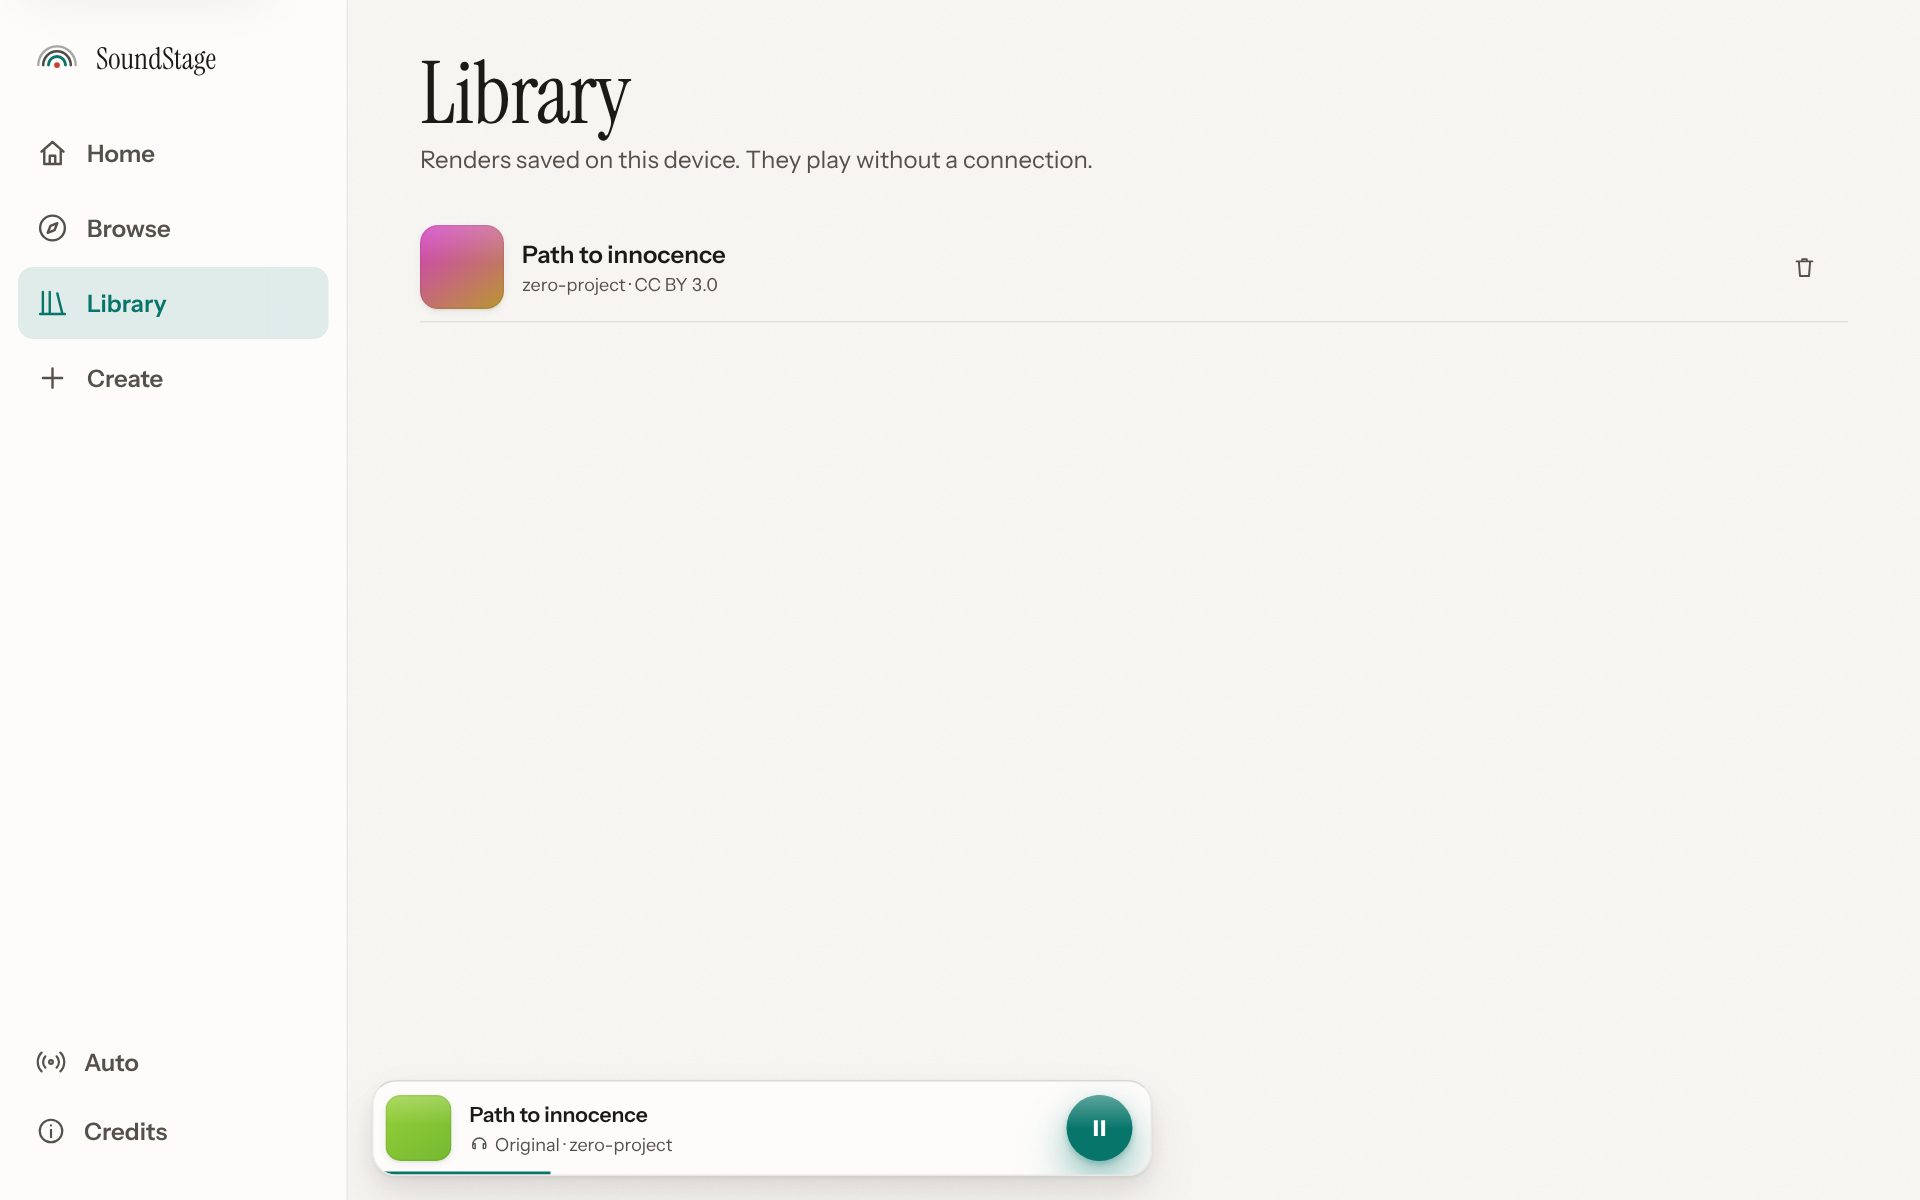 SoundStage
Home
Browse
Library
Create
Auto
Credits
Library
Renders saved on this device. They play without a connection.
Path to innocence
zero-project · CC BY 3.0
Path to innocence
Original · zero-project